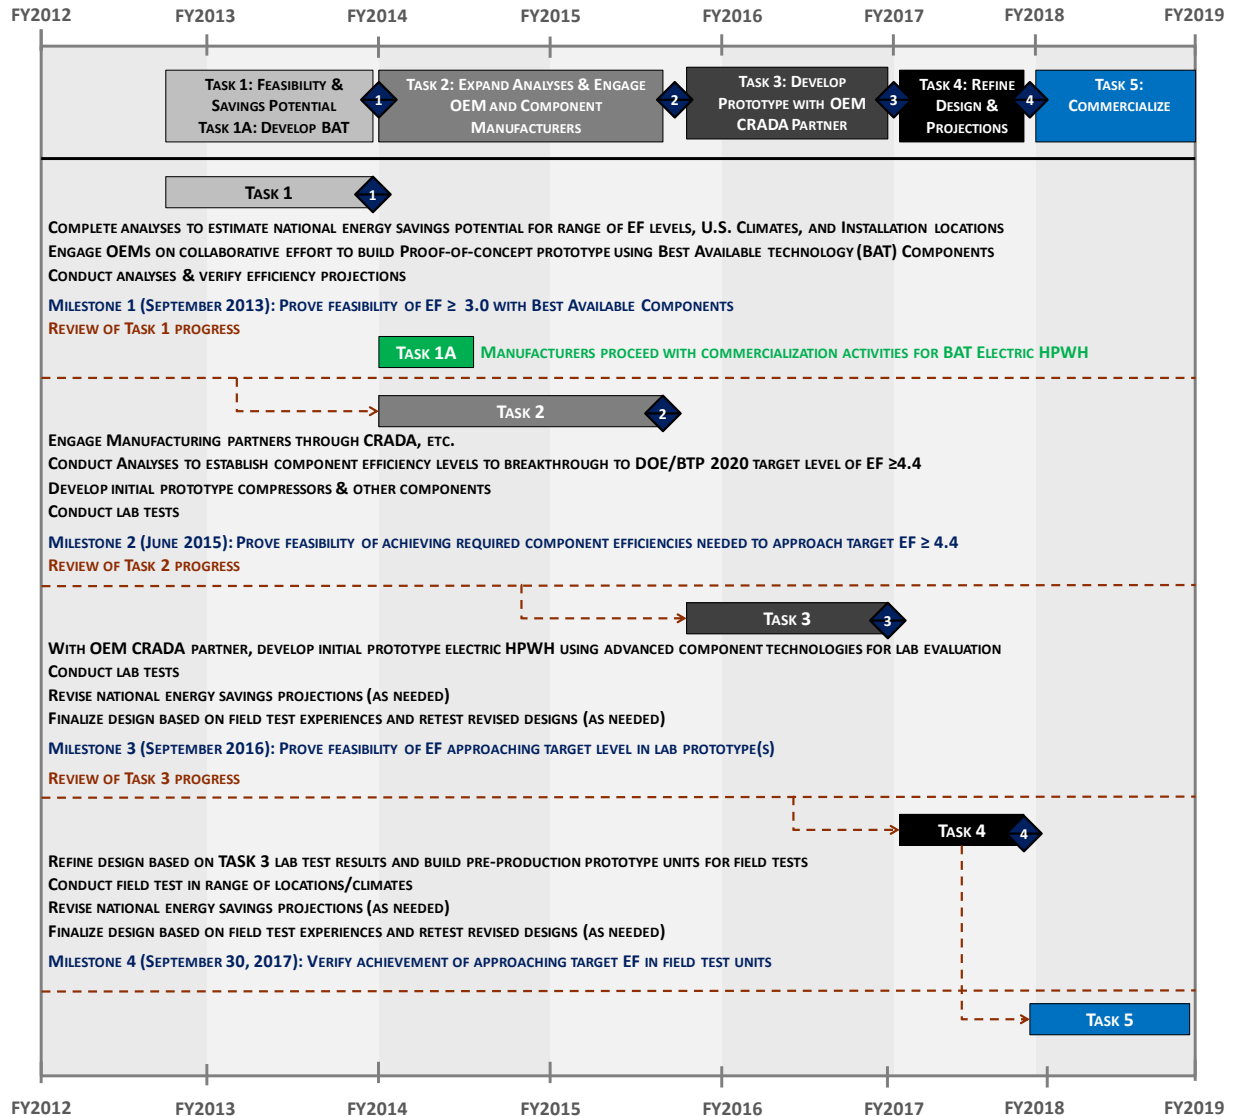 FY2012 FY2013 FY2014 FY2015 FY2016 FY2017 FY2018 FY2019
Task 1: Feasibility &
Savings Potential
Task 1A: Develop BAT
1
Task 2: Expand Analyses & Engage
OEM and Component
Manufacturers
2
Task 3: Develop
Prototype with OEM
CRADA Partner
3
Task 4: Refine
Design &
Projections
4
Task 5:
Commercialize
Task 1
1
Complete analyses to estimate national energy savings potential for range of EF levels, U.S. Climates, and Installation locations
Engage OEMs on collaborative effort to build Proof-of-concept prototype using Best Available technology (BAT) Components
Conduct analyses & verify efficiency projections
Milestone 1 (September 2013): Prove feasibility of EF ≥ 3.0 with Best Available Components
Review of Task 1 progress
Task 1A
Manufacturers proceed with commercialization activities for BAT Electric HPWH
Task 2
2
Engage Manufacturing partners through CRADA, etc.
Conduct Analyses to establish component efficiency levels to breakthrough to DOE/BTP 2020 target level of EF ≥4.4
Develop initial prototype compressors & other components
Conduct lab tests
Milestone 2 (June 2015): Prove feasibility of achieving required component efficiencies needed to approach target EF ≥ 4.4
Review of Task 2 progress
Task 3
3
With OEM CRADA partner, develop initial prototype electric HPWH using advanced component technologies for lab evaluation
Conduct lab tests
Revise national energy savings projections (as needed)
Finalize design based on field test experiences and retest revised designs (as needed)
Milestone 3 (September 2016): Prove feasibility of EF approaching target level in lab prototype(s)
Review of Task 3 progress
Task 4
4
Refine design based on TASK 3 lab test results and build pre-production prototype units for field tests
Conduct field test in range of locations/climates
Revise national energy savings projections (as needed)
Finalize design based on field test experiences and retest revised designs (as needed)
Milestone 4 (September 30, 2017): Verify achievement of approaching target EF in field test units
Task 5
FY2012 FY2013 FY2014 FY2015 FY2016 FY2017 FY2018 FY2019